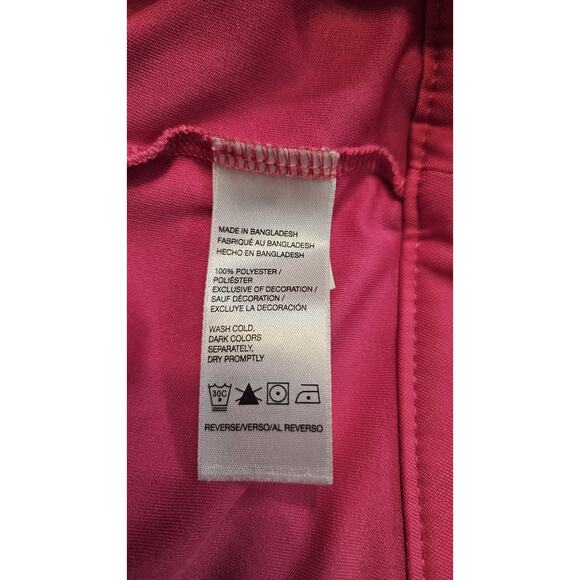 MADE IN BANGLADESH
FABRIQUÉ AU BANGLADESH
HECHO EN BANGLADESH
100% POLYESTER /
POLIÉSTER
EXCLUSIVE OF DECORATION /
SAUF DÉCORATION /
EXCLUYE LA DECORACIÓN
WASH COLD,
DARK COLORS
SEPARATELY,
DRY PROMPTLY
30C
REVERSE/VERSO/AL REVERSO